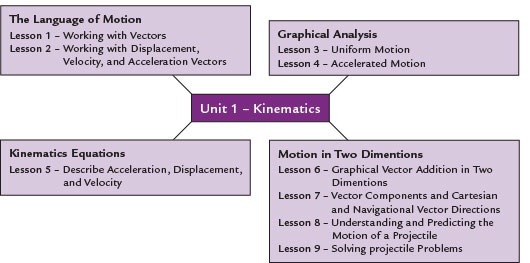 The Language of Motion
Lesson 1 – Working with Vectors
Lesson 2 – Working with Displacement,
Velocity, and Acceleration Vectors
Graphical Analysis
Lesson 3 – Uniform Motion
Lesson 4 – Accelerated Motion
Unit 1 – Kinematics
Kinematics Equations
Lesson 5 – Describe Acceleration, Displacement,
and Velocity
Motion in Two Dimentions
Lesson 6 – Graphical Vector Addition in Two
Dimentions
Lesson 7 – Vector Components and Cartesian
and Navigational Vector Directions
Lesson 8 – Understanding and Predicting the
Motion of a Projectile
Lesson 9 – Solving projectile Problems